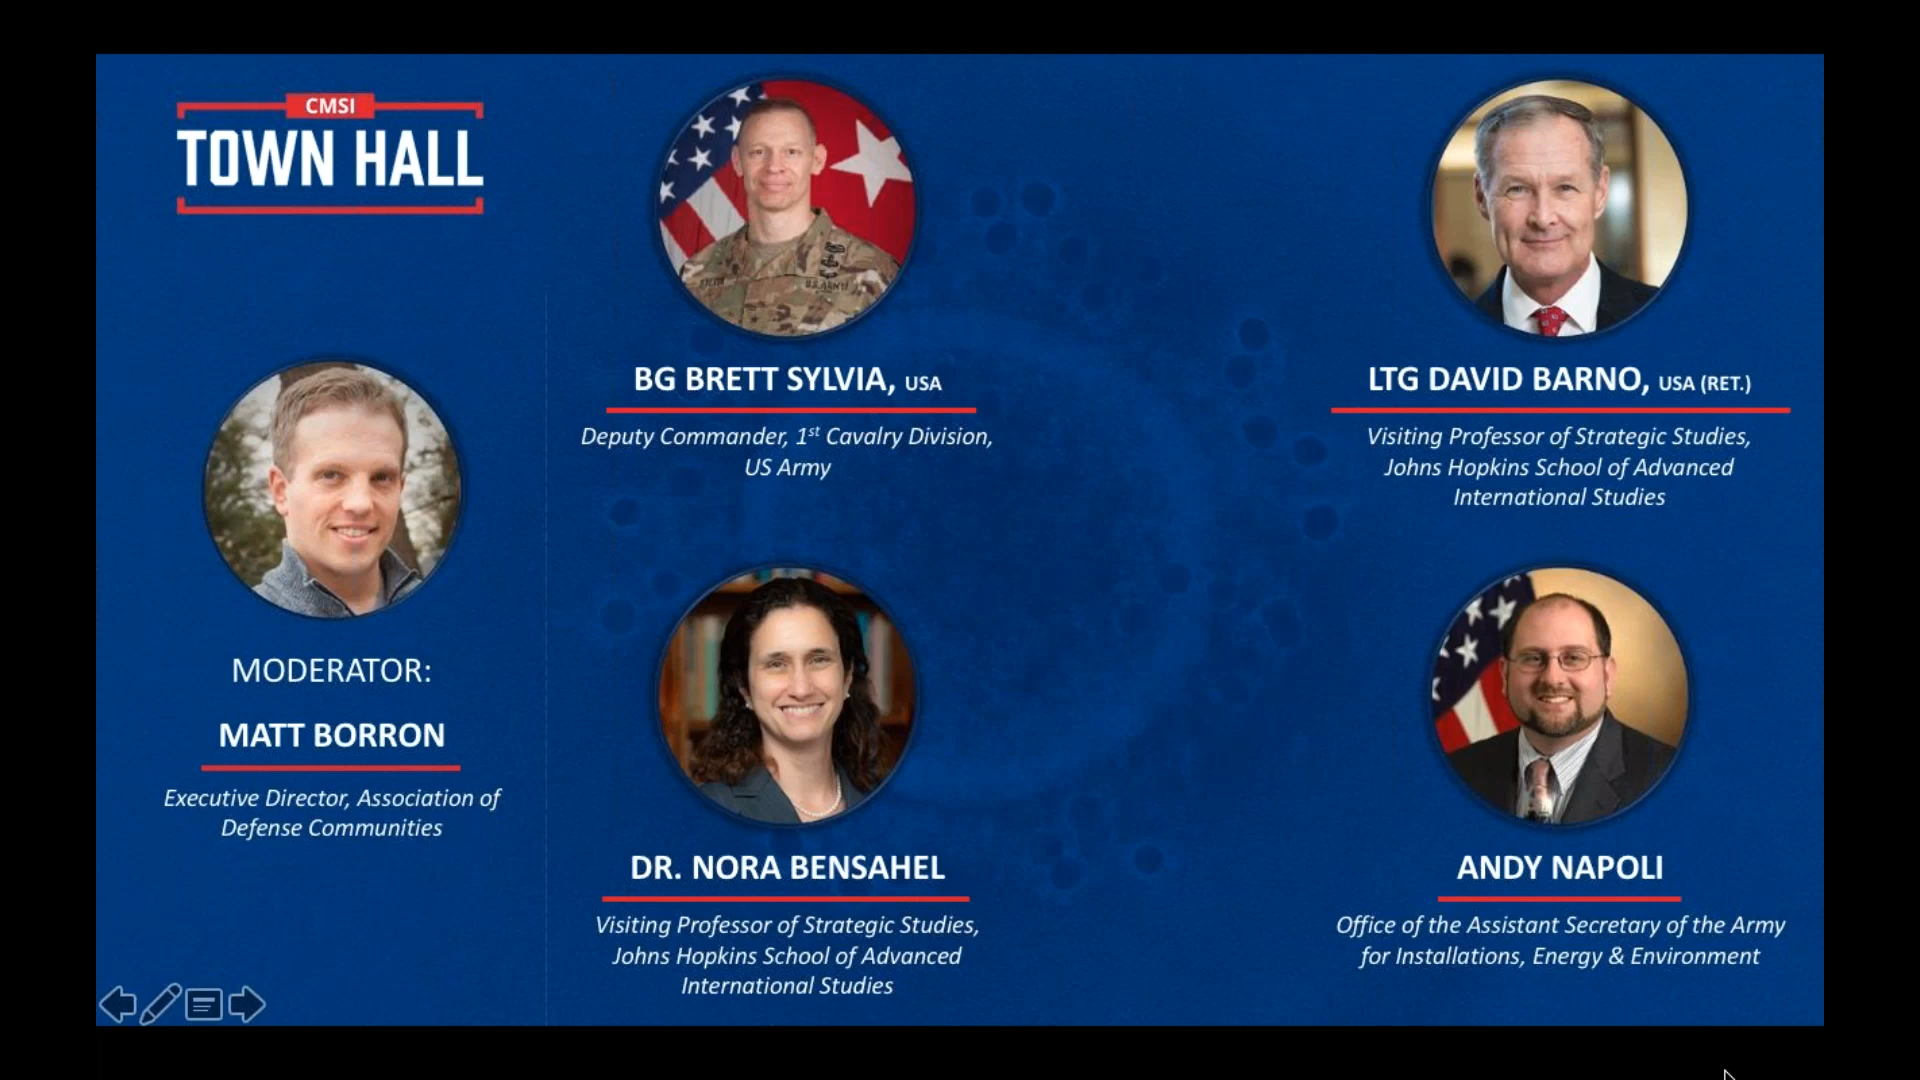 CMSI
TOWN HALL
MODERATOR:
MATT BORRON
Executive Director, Association of
Defense Communities
BG BRETT SYLVIA, USA
Deputy Commander, 1st Cavalry Division,
US Army
LTG DAVID BARNO, USA (RET.)
Visiting Professor of Strategic Studies,
Johns Hopkins School of Advanced
International Studies
DR. NORA BENSAHEL
Visiting Professor of Strategic Studies,
Johns Hopkins School of Advanced
International Studies
ANDY NAPOLI
Office of the Assistant Secretary of the Army
for Installations, Energy & Environment
U.S. ARMY